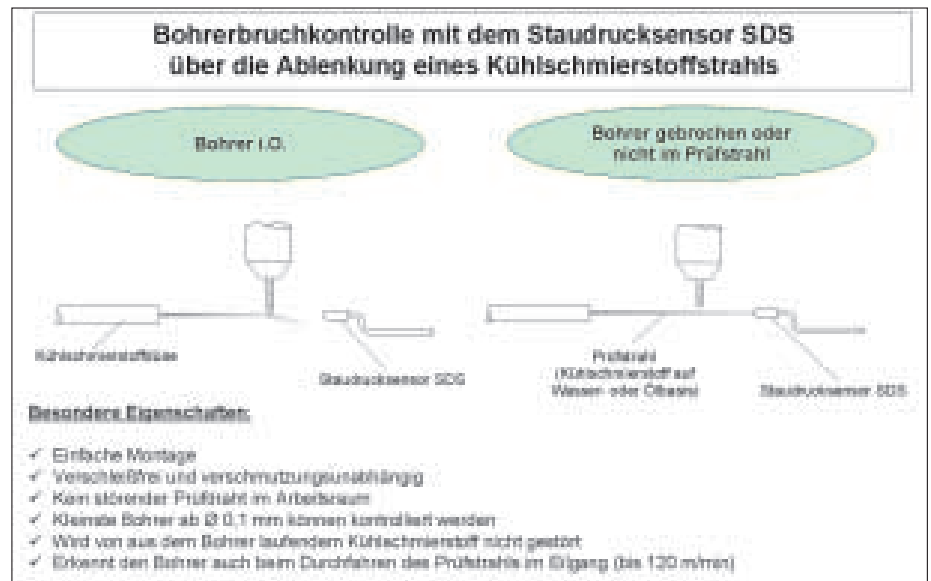 Bohrerbruchkontrolle mit dem Staudrucksensor SDS
über die Ablenkung eines Kühlschmierstoffstrahls
Bohrer i.O.
Bohrer gebrochen oder
nicht im Prüfstrahl
Kühlschmierstoffdüse
Staudrucksensor SDS
Prüfstrahl
(Kühlschmierstoff auf
Wasser- oder Ölbasis)
Staudrucksensor SDS
Besondere Eigenschaften:
✓ Einfache Montage
✓ Verschleißfrei und verschmutzungsunabhängig
✓ Kein störender Prüfdraht im Arbeitsraum
✓ Kleinste Bohrer ab Ø 0,1 mm können kontrolliert werden
✓ Wird von aus dem Bohrer laufendem Kühlschmierstoff nicht gestört
✓ Erkennt den Bohrer auch beim Durchfahren des Prüfstrahls im Eilgang (bis 120 m/min)